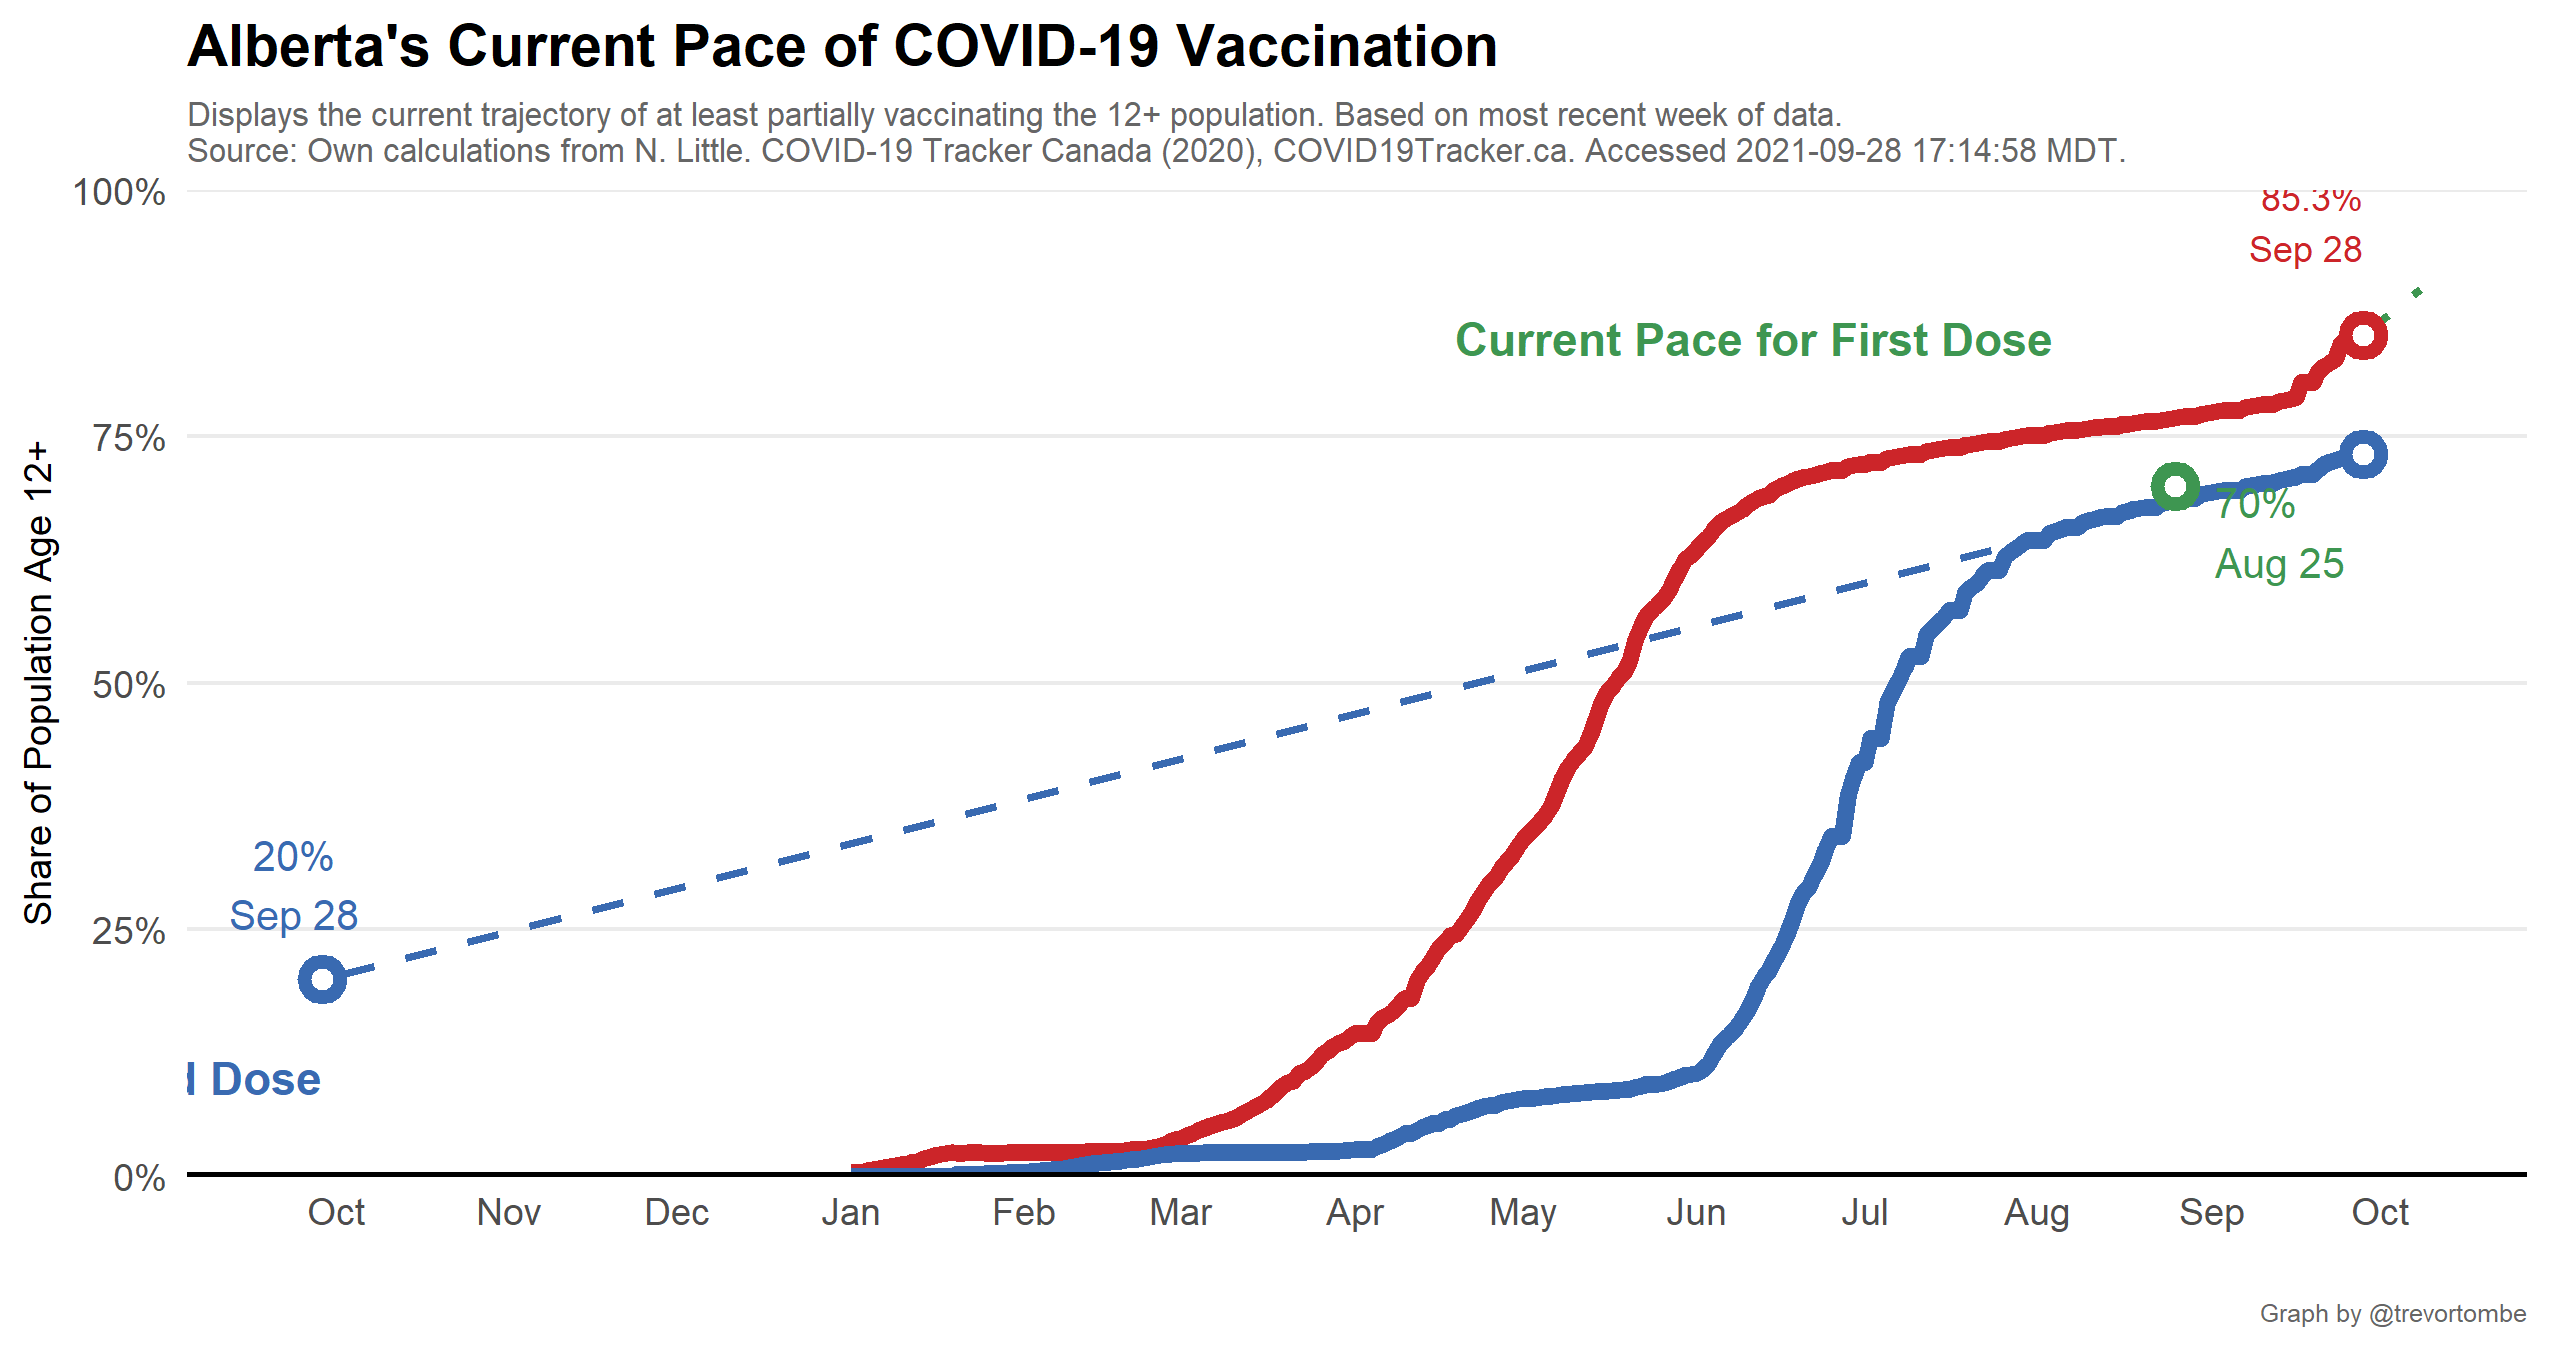 Alberta's Current Pace of COVID-19 Vaccination
Displays the current trajectory of at least partially vaccinating the 12+ population. Based on most recent week of data.
Source: Own calculations from N. Little. COVID-19 Tracker Canada (2020), COVID19Tracker.ca. Accessed 2021-09-28 17:14:58 MDT.
100%
85.3%
Sep 28
Current Pace for First Dose
75%
70%
Aug 25
Share of Population Age 12+
50%
20%
Sep 28
25%
Dose
0%
Oct Nov Dec Jan Feb Mar Apr May Jun Jul Aug Sep Oct
Graph by @trevortombe